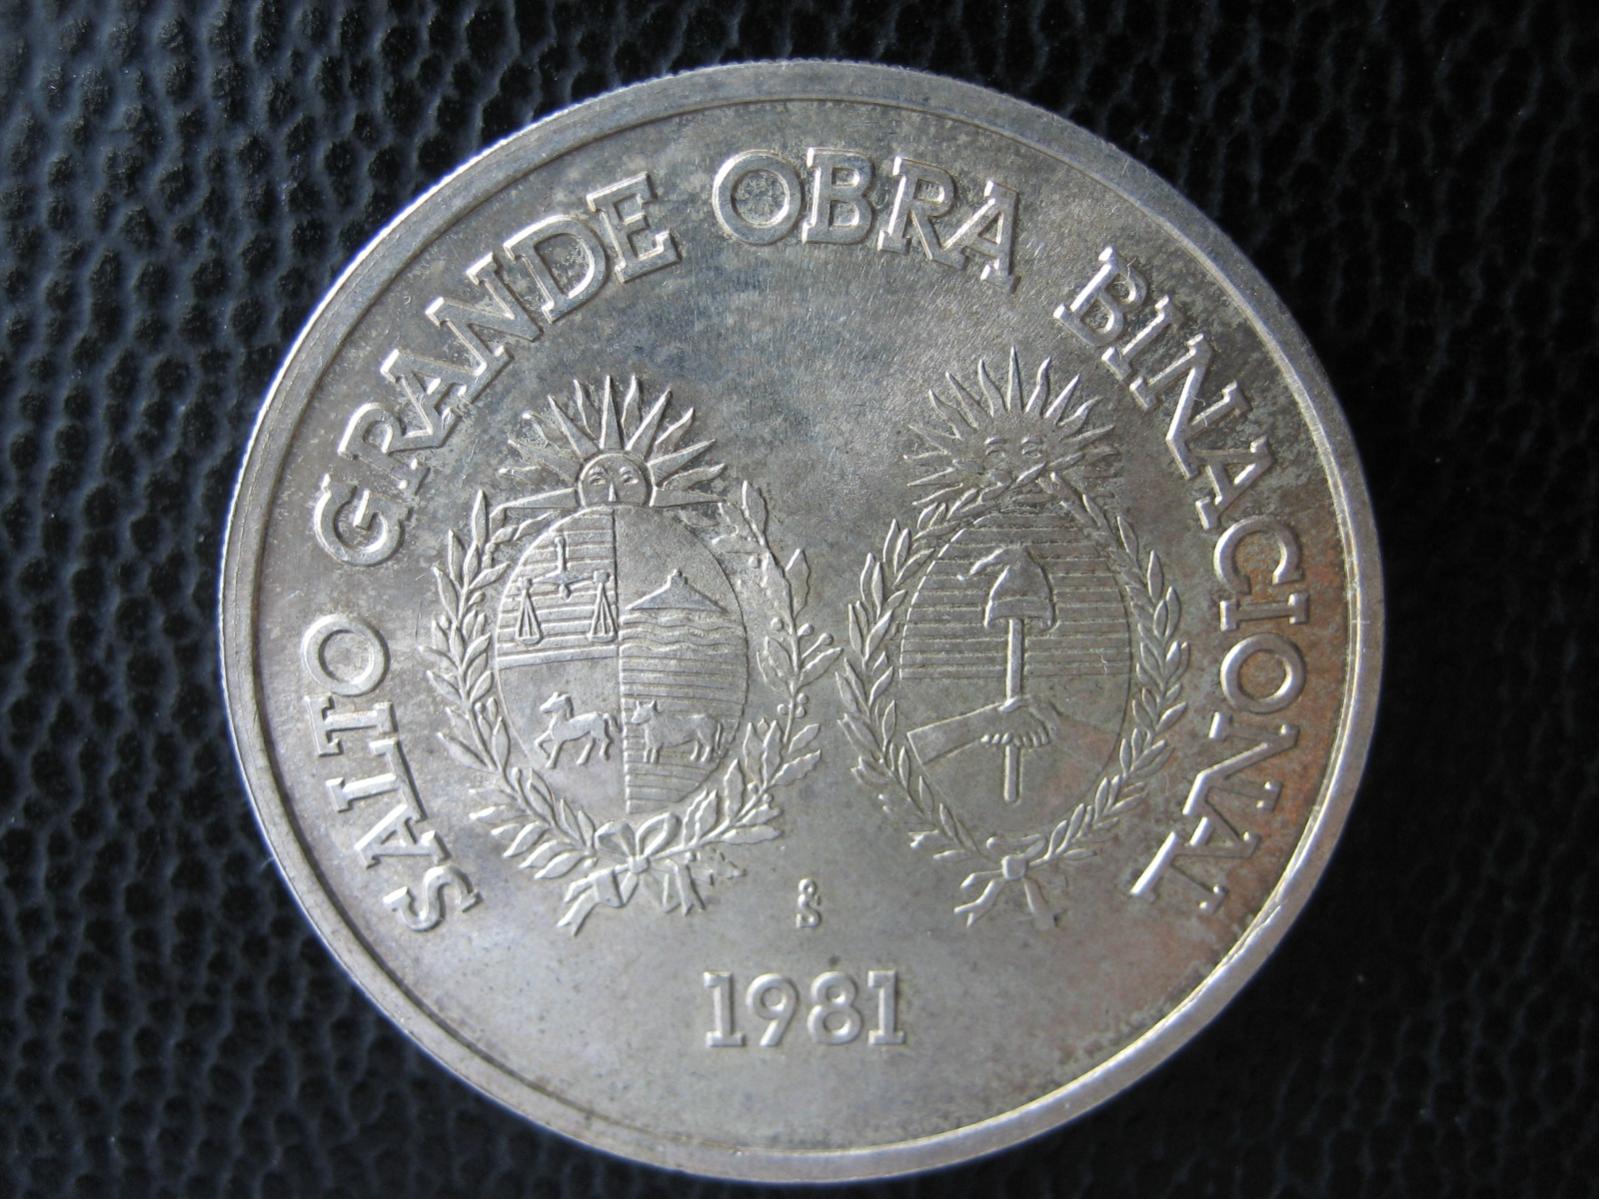 SALTO GRANDE OBRA BINACIONAL
1981